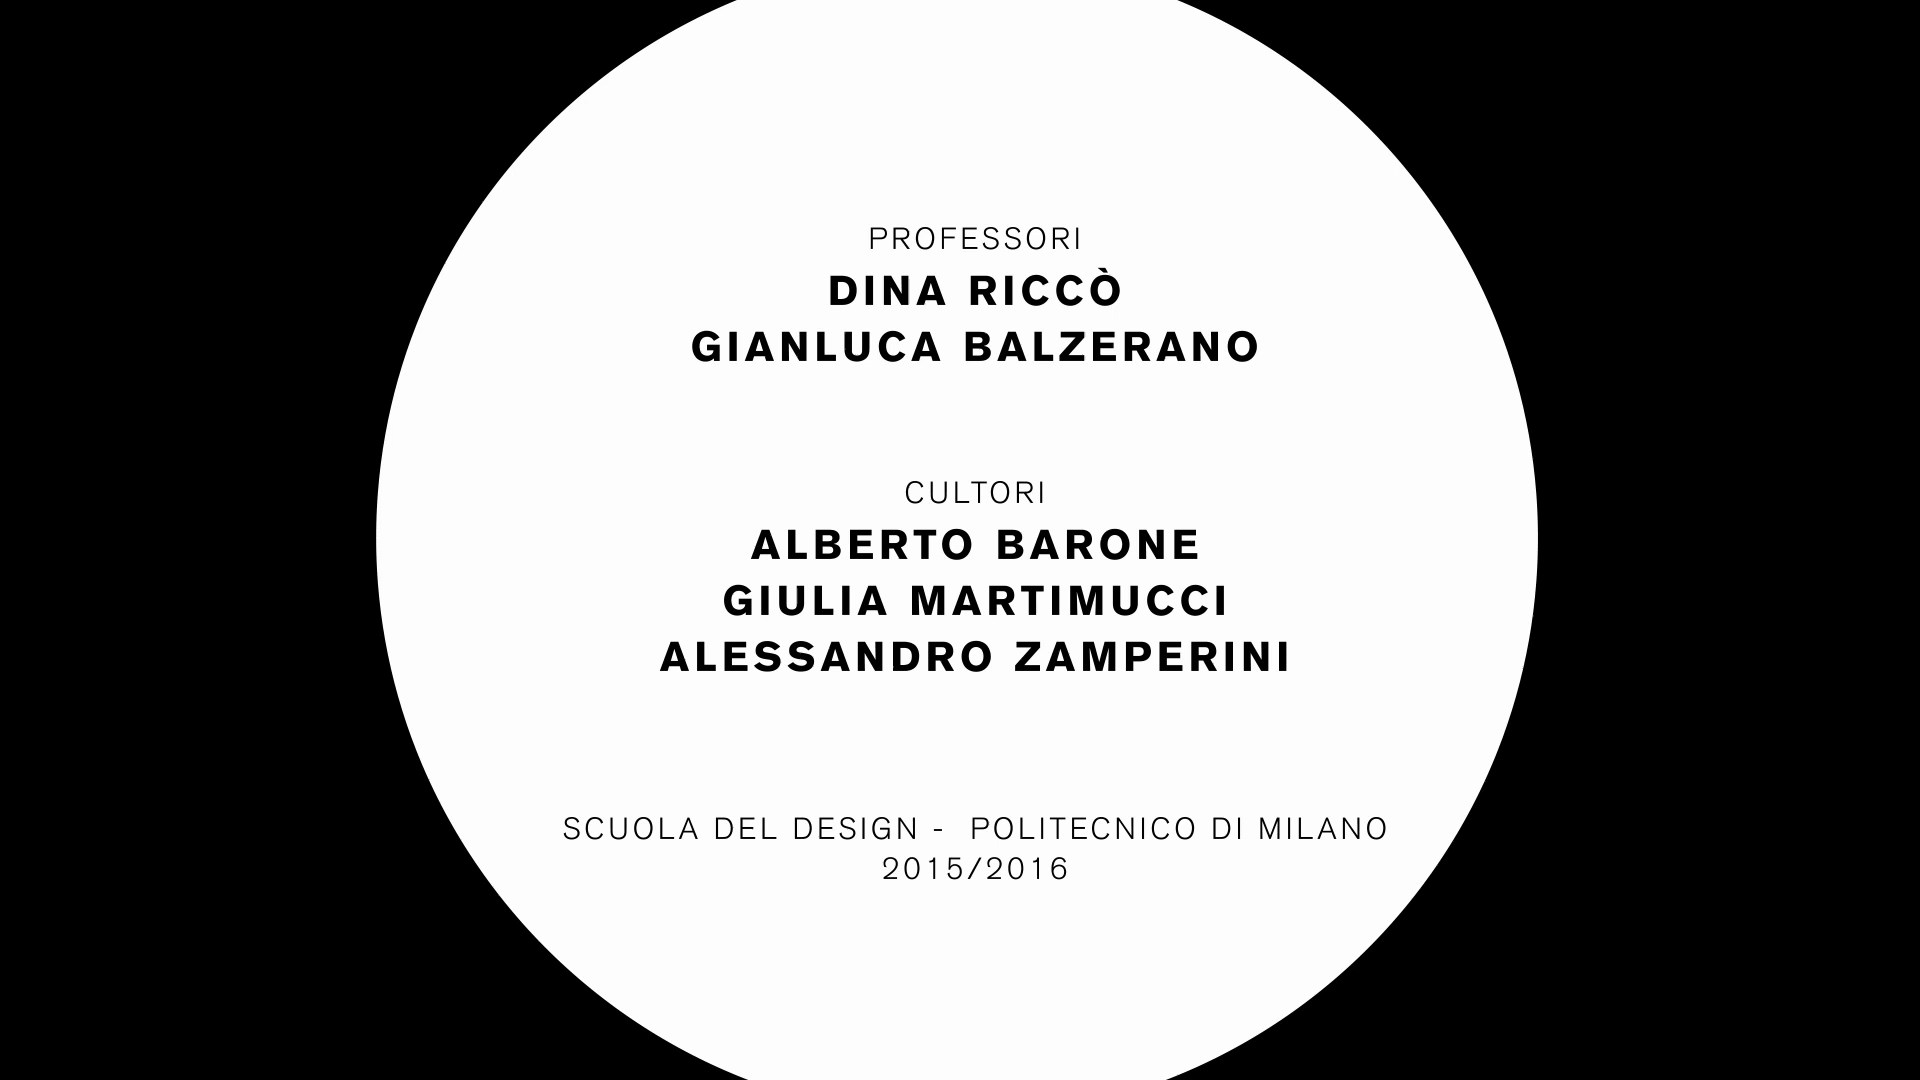 PROFESSORI
DINA RICCÒ
GIANLUCA BALZERANO
CULTORI
ALBERTO BARONE
GIULIA MARTIMUCCI
ALESSANDRO ZAMPERINI
SCUOLA DEL DESIGN -  POLITECNICO DI MILANO
2015/2016